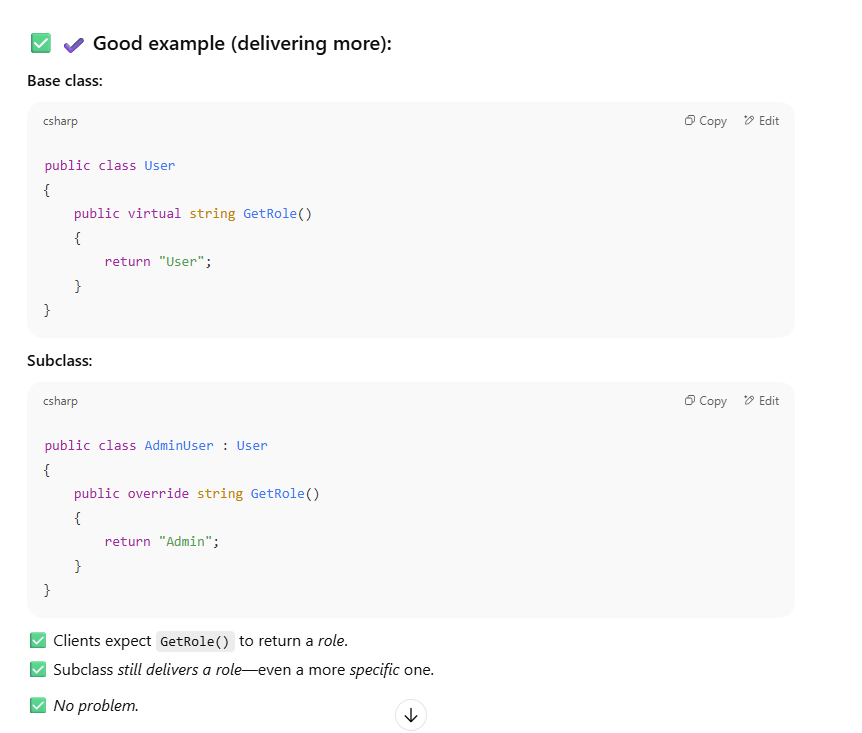 ✅ ✔ Good example (delivering more):
Base class:
csharp Copy Edit
public class User
{
    public virtual string GetRole()
    {
        return "User";
    }
}
Subclass:
csharp Copy Edit
public class AdminUser : User
{
    public override string GetRole()
    {
        return "Admin";
    }
}
✅ Clients expect GetRole() to return a role.
✅ Subclass still delivers a role—even a more specific one.
✅ No problem.